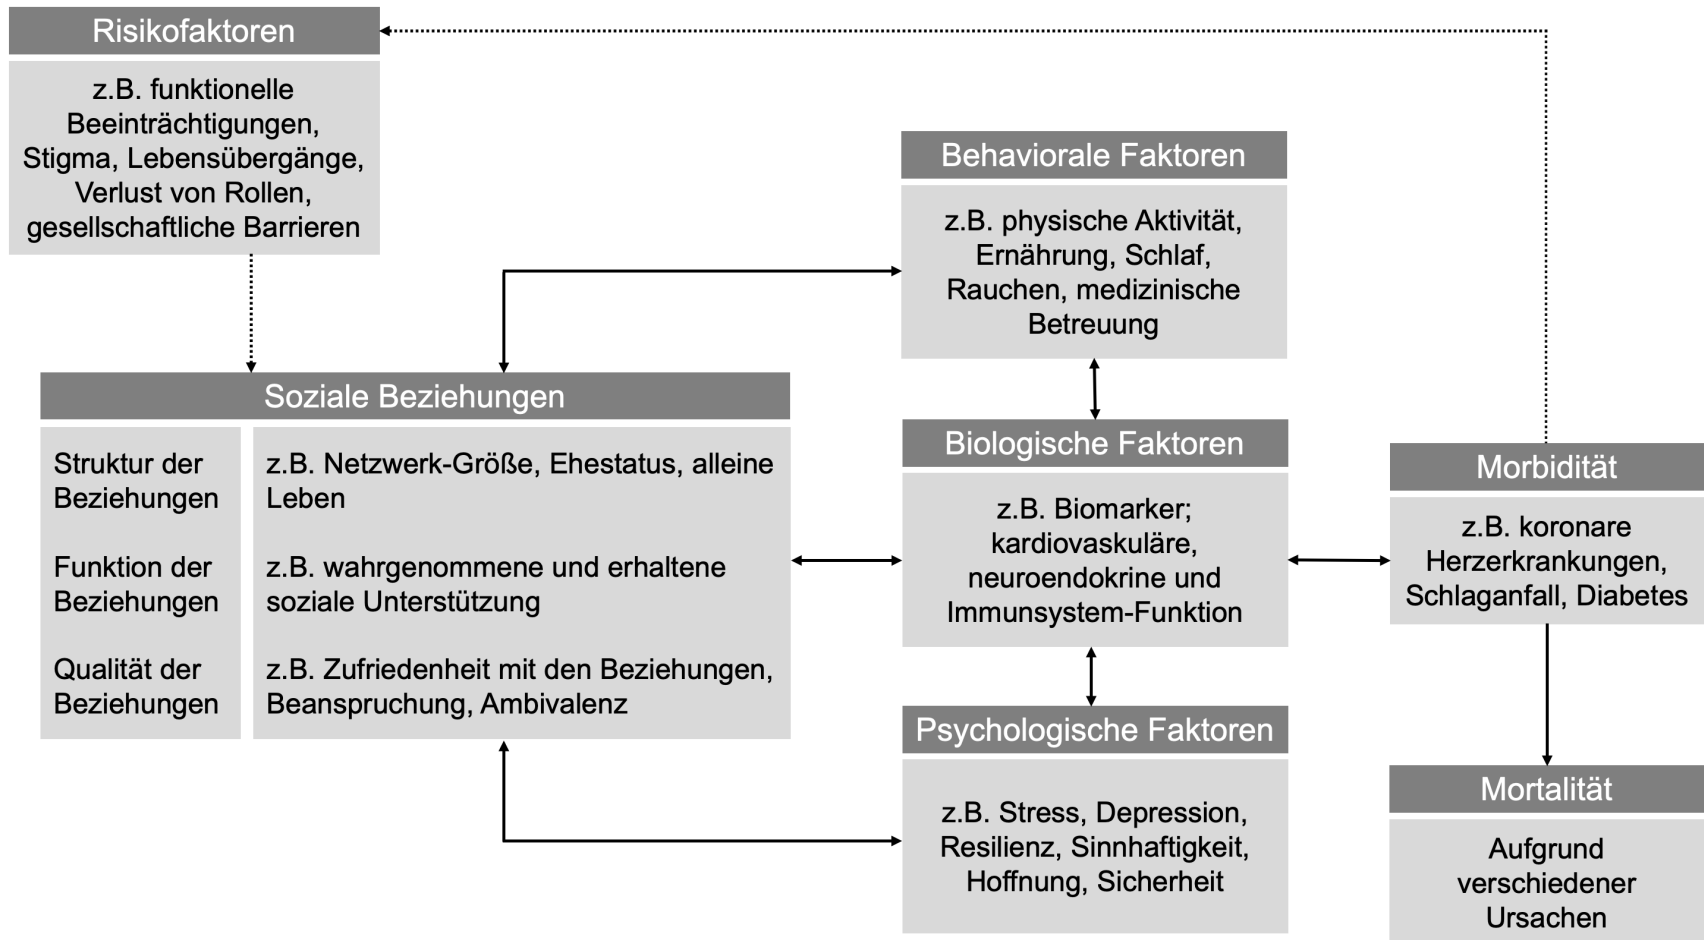 Risikofaktoren
z.B. funktionelle
Beeinträchtigungen,
Stigma, Lebensübergänge,
Verlust von Rollen,
gesellschaftliche Barrieren
Soziale Beziehungen
Struktur der
Beziehungen
z.B. Netzwerk-Größe, Ehestatus, alleine
Leben
Funktion der
Beziehungen
z.B. wahrgenommene und erhaltene
soziale Unterstützung
Qualität der
Beziehungen
z.B. Zufriedenheit mit den Beziehungen,
Beanspruchung, Ambivalenz
Behaviorale Faktoren
z.B. physische Aktivität,
Ernährung, Schlaf,
Rauchen, medizinische
Betreuung
Biologische Faktoren
z.B. Biomarker;
kardiovaskuläre,
neuroendokrine und
Immunsystem-Funktion
Psychologische Faktoren
z.B. Stress, Depression,
Resilienz, Sinnhaftigkeit,
Hoffnung, Sicherheit
Morbidität
z.B. koronare
Herzerkrankungen,
Schlaganfall, Diabetes
Mortalität
Aufgrund
verschiedener
Ursachen